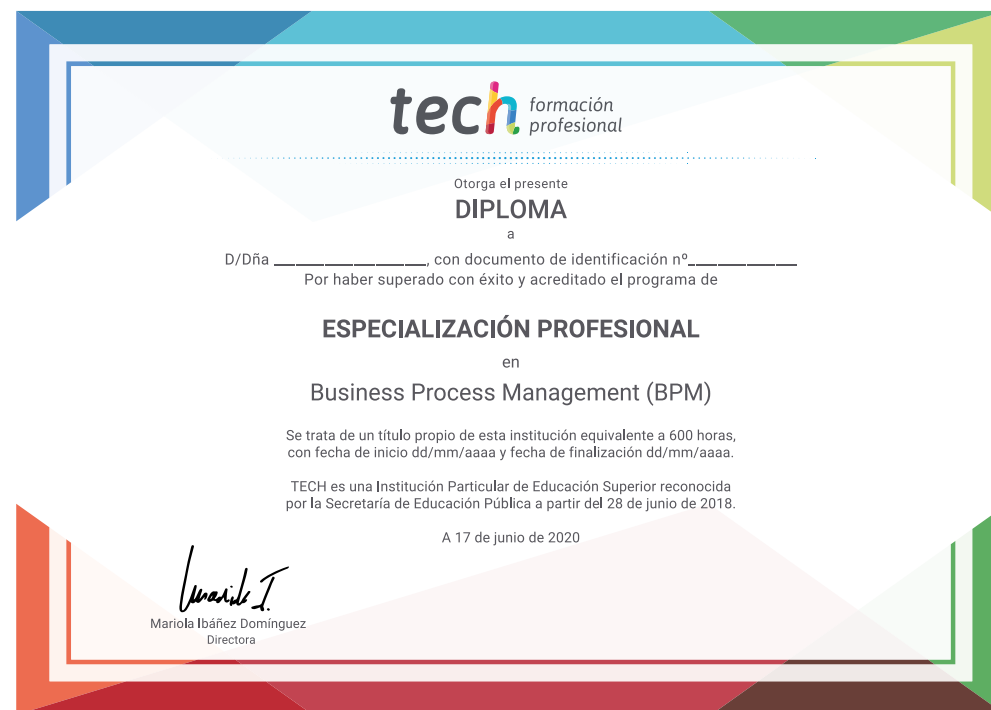 tech formación
profesional
Otorga el presente
DIPLOMA
a
D/Dña ______________, con documento de identificación nº__________
Por haber superado con éxito y acreditado el programa de
ESPECIALIZACIÓN PROFESIONAL
en
Business Process Management (BPM)
Se trata de un título propio de esta institución equivalente a 600 horas,
con fecha de inicio dd/mm/aaaa y fecha de finalización dd/mm/aaaa.
TECH es una Institución Particular de Educación Superior reconocida
por la Secretaría de Educación Pública a partir del 28 de junio de 2018.
A 17 de junio de 2020
Mariola Ibáñez Domínguez
Directora